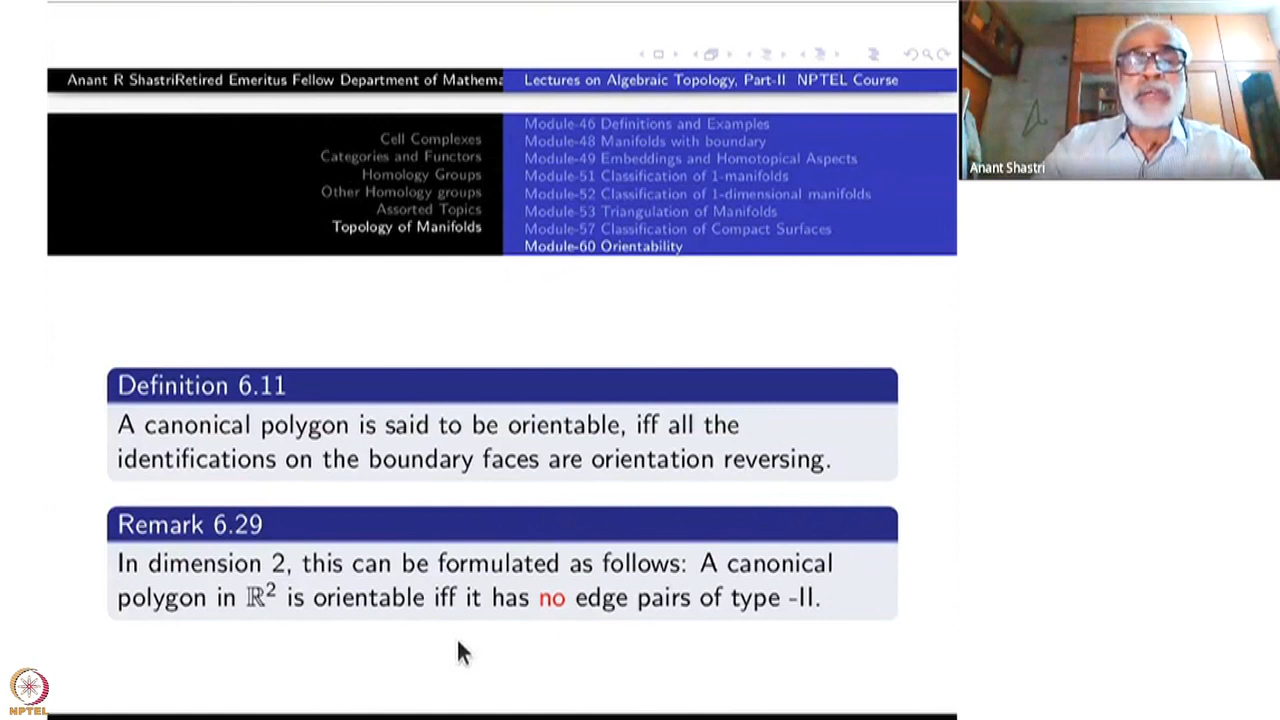 Anant R ShastriRetired Emeritus Fellow Department of Mathema
Lectures on Algebraic Topology, Part-II NPTEL Course
Cell Complexes
Categories and Functors
Homology Groups
Other Homology groups
Assorted Topics
Topology of Manifolds
Module-46 Definitions and Examples
Module-48 Manifolds with boundary
Module-49 Embeddings and Homotopical Aspects
Module-51 Classification of 1-manifolds
Module-52 Classification of 1-dimensional manifolds
Module-53 Triangulation of Manifolds
Module-57 Classification of Compact Surfaces
Module-60 Orientability
Anant Shastri
Definition 6.11
A canonical polygon is said to be orientable, iff all the
identifications on the boundary faces are orientation reversing.
Remark 6.29
In dimension 2, this can be formulated as follows: A canonical
polygon in ℝ² is orientable iff it has no edge pairs of type -II.
NPTEL